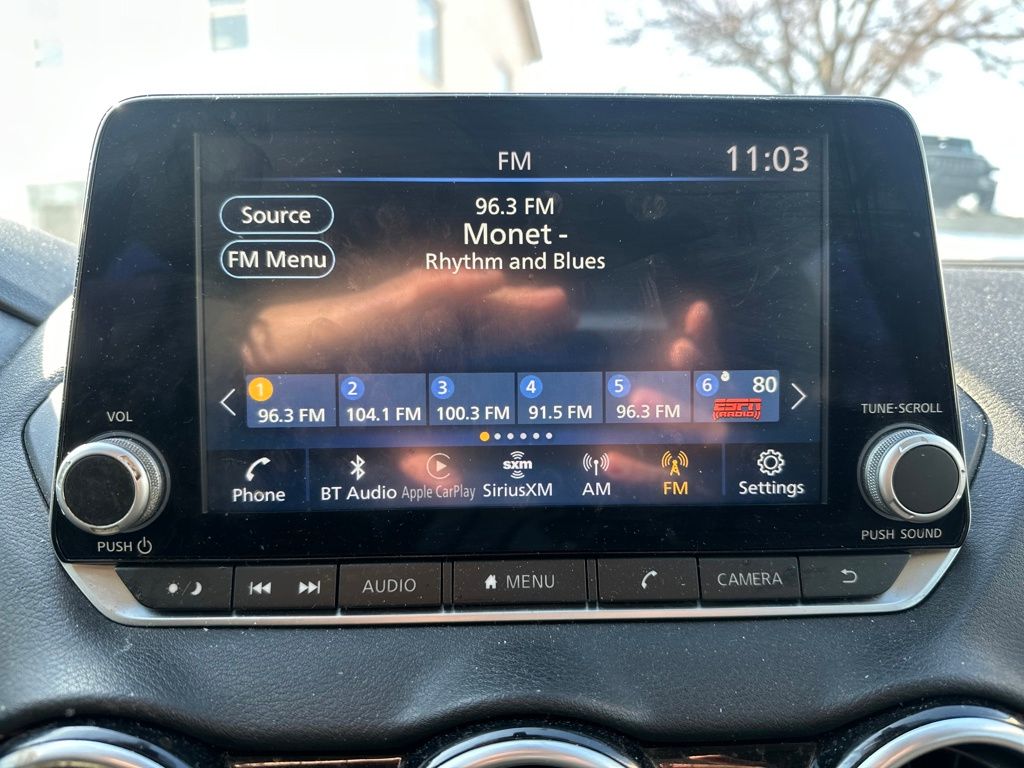 FM 11:03
Source
FM Menu
96.3 FM
Monet -
Rhythm and Blues
1 96.3 FM
2 104.1 FM
3 100.3 FM
4 91.5 FM
5 96.3 FM
6 80 ESPN RADIO
VOL
TUNE·SCROLL
Phone
BT Audio
Apple CarPlay
sxm SiriusXM
AM
FM
Settings
PUSH
PUSH SOUND
AUDIO
MENU
CAMERA